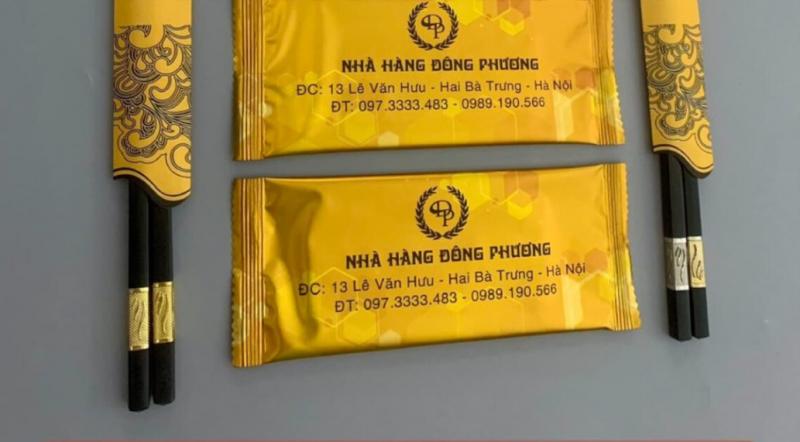 ĐP
NHÀ HÀNG ĐÔNG PHƯƠNG
ĐC: 13 Lê Văn Hưu - Hai Bà Trưng - Hà Nội
ĐT: 097.3333.483 - 0989.190.566
ĐP
NHÀ HÀNG ĐÔNG PHƯƠNG
ĐC: 13 Lê Văn Hưu - Hai Bà Trưng - Hà Nội
ĐT: 097.3333.483 - 0989.190.566